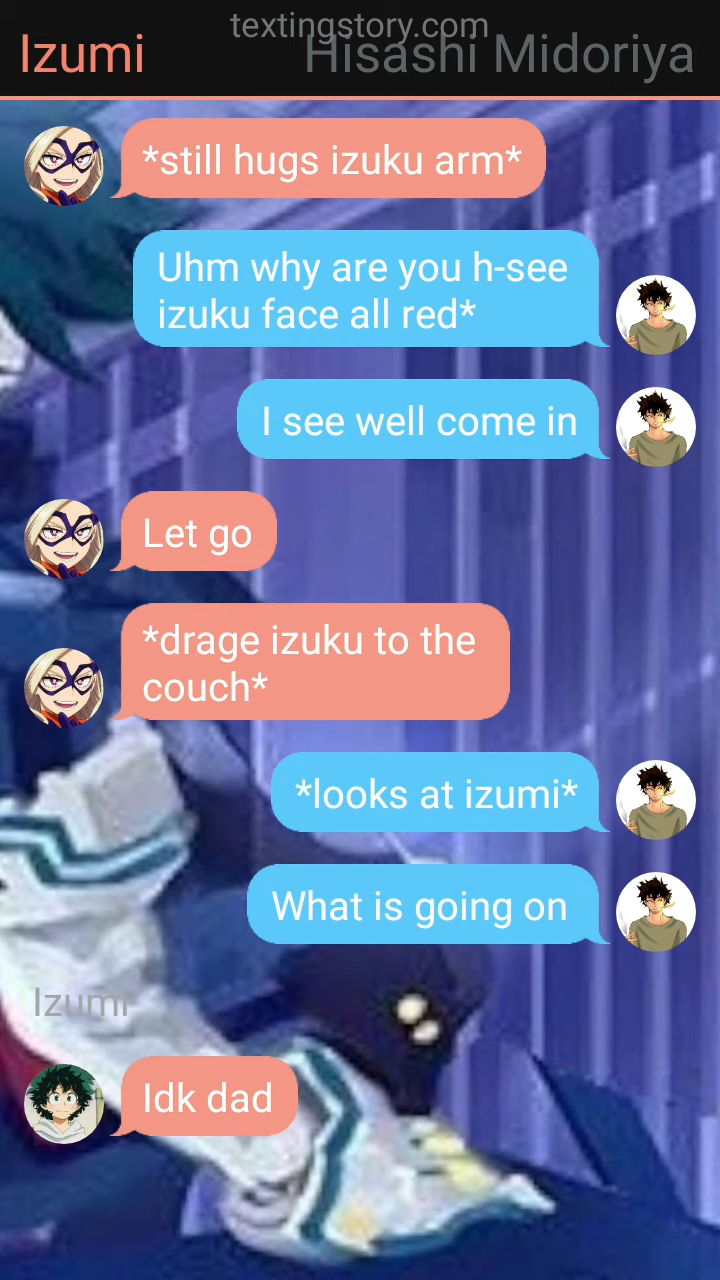 textingstory.com
Izumi
Hisashi Midoriya
*still hugs izuku arm*
Uhm why are you h-see
izuku face all red*
I see well come in
Let go
*drage izuku to the
couch*
*looks at izumi*
What is going on
Izumi
Idk dad